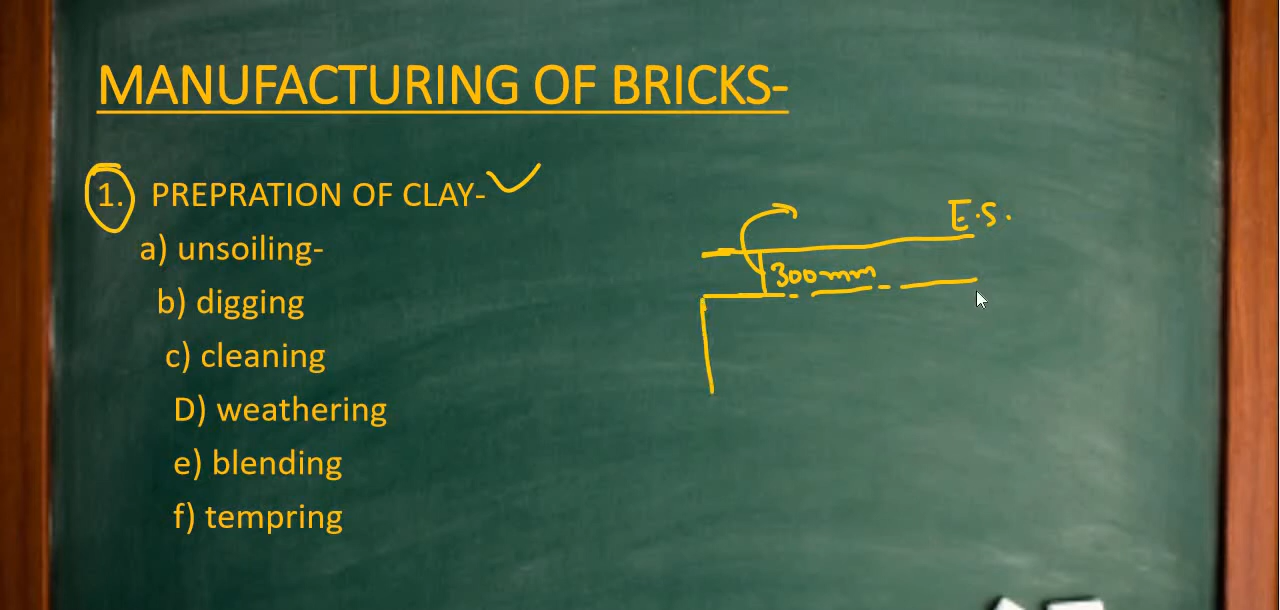 MANUFACTURING OF BRICKS-
1. PREPRATION OF CLAY-
a) unsoiling-
b) digging
c) cleaning
D) weathering
e) blending
f) tempring
E.S.
300mm